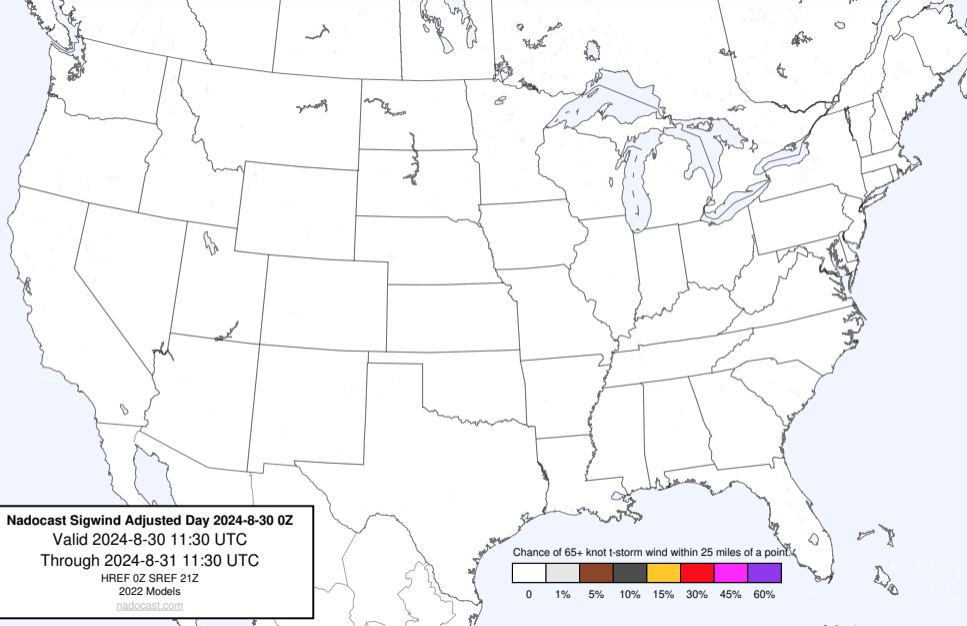 Nadocast Sigwind Adjusted Day 2024-8-30 0Z
Valid 2024-8-30 11:30 UTC
Through 2024-8-31 11:30 UTC
HREF 0Z SREF 21Z
2022 Models
nadocast.com
Chance of 65+ knot t-storm wind within 25 miles of a point.
0 1% 5% 10% 15% 30% 45% 60%